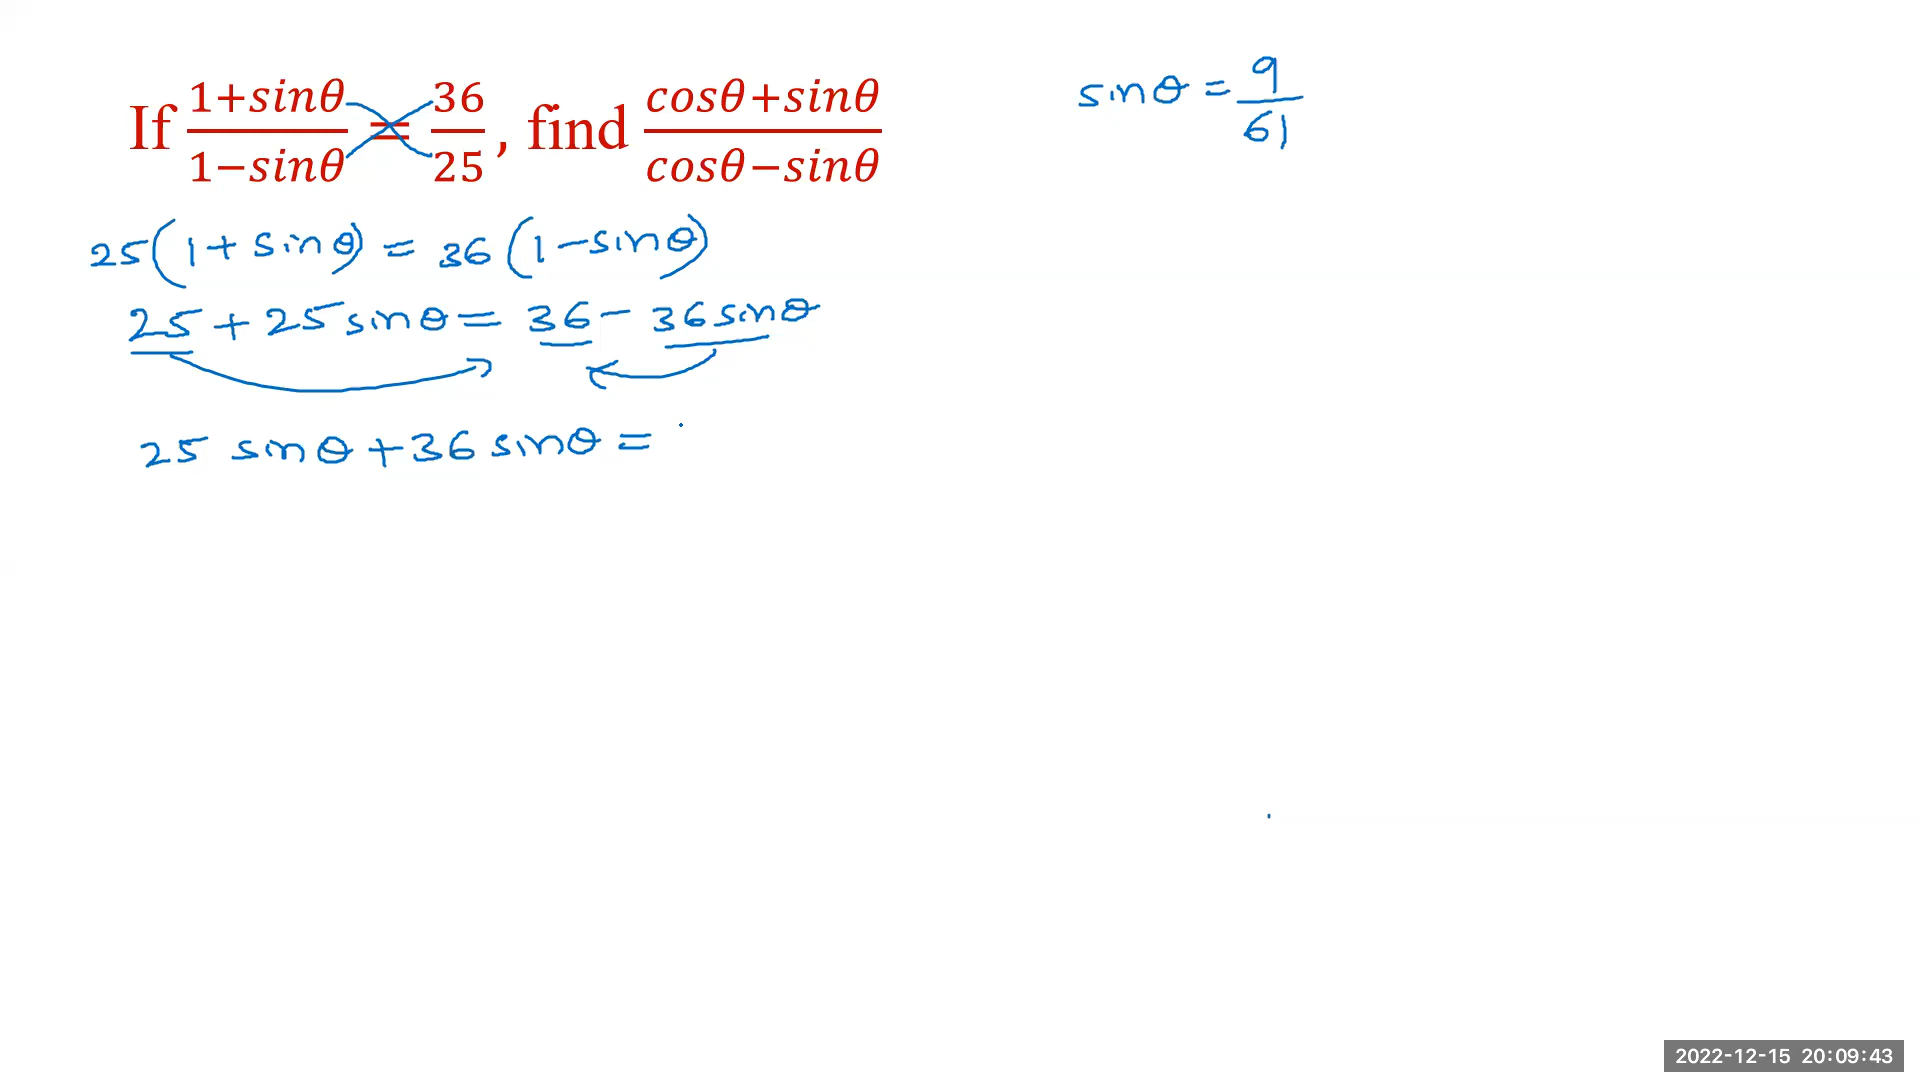 If (1+sinθ)/(1−sinθ) = 36/25, find (cosθ+sinθ)/(cosθ−sinθ)
25(1+sinθ) = 36(1−sinθ)
25+25sinθ = 36−36sinθ
25 sinθ+36 sinθ =
sinθ = 9/61
2022-12-15 20:09:43